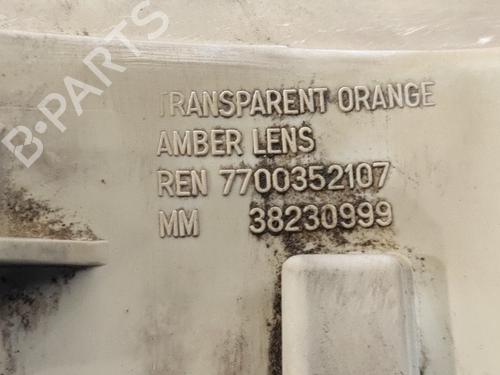 B-PARTS
TRANSPARENT ORANGE
AMBER LENS
REN 7700352107
MM 38230999